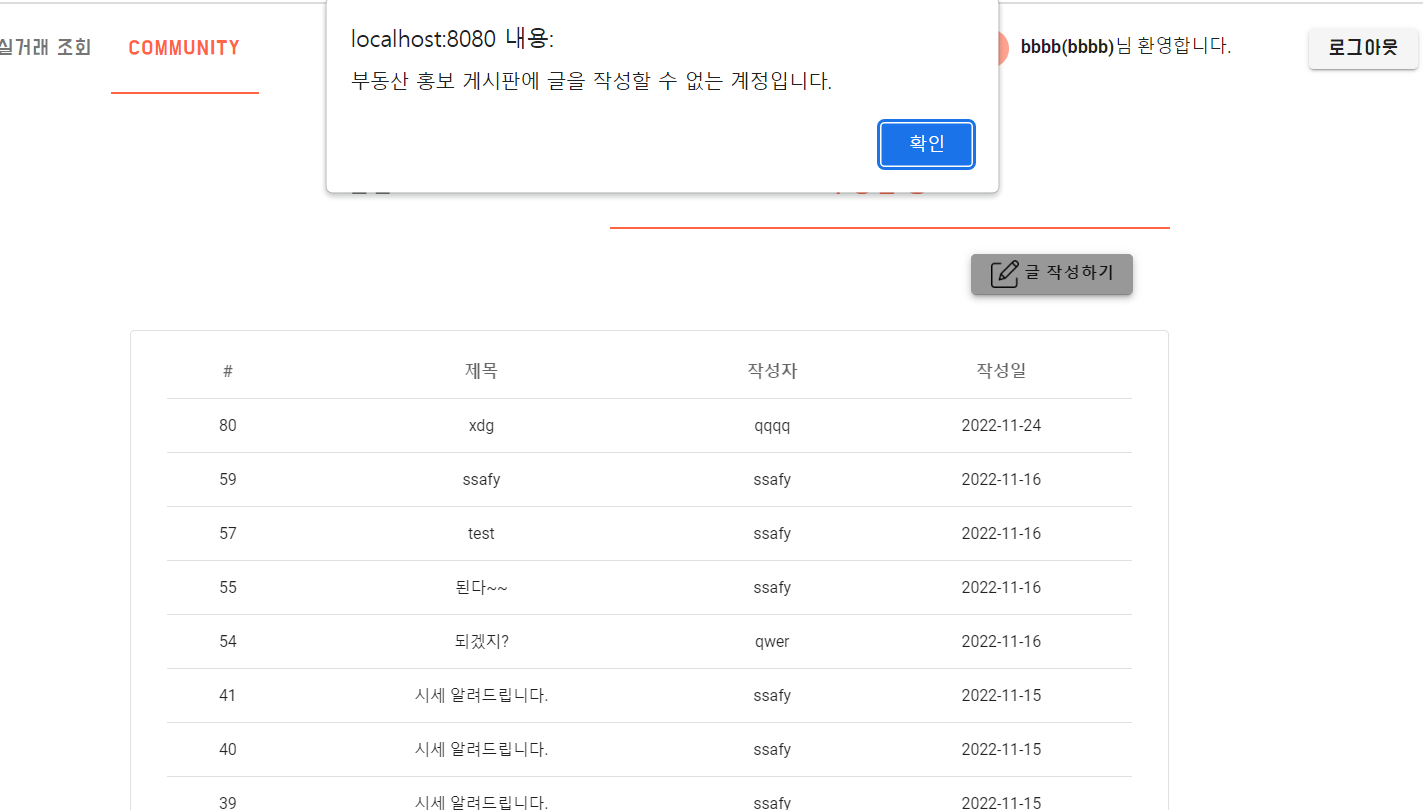 localhost:8080 내용:
부동산 홍보 게시판에 글을 작성할 수 없는 계정입니다.
확인
실거래 조회 COMMUNITY bbbb(bbbb)님 환영합니다. 로그아웃
글 작성하기
# 제목 작성자 작성일
80 xdg qqqq 2022-11-24
59 ssafy ssafy 2022-11-16
57 test ssafy 2022-11-16
55 된다~~ ssafy 2022-11-16
54 되겠지? qwer 2022-11-16
41 시세 알려드립니다. ssafy 2022-11-15
40 시세 알려드립니다. ssafy 2022-11-15
39 시세 알려드립니다. ssafy 2022-11-15